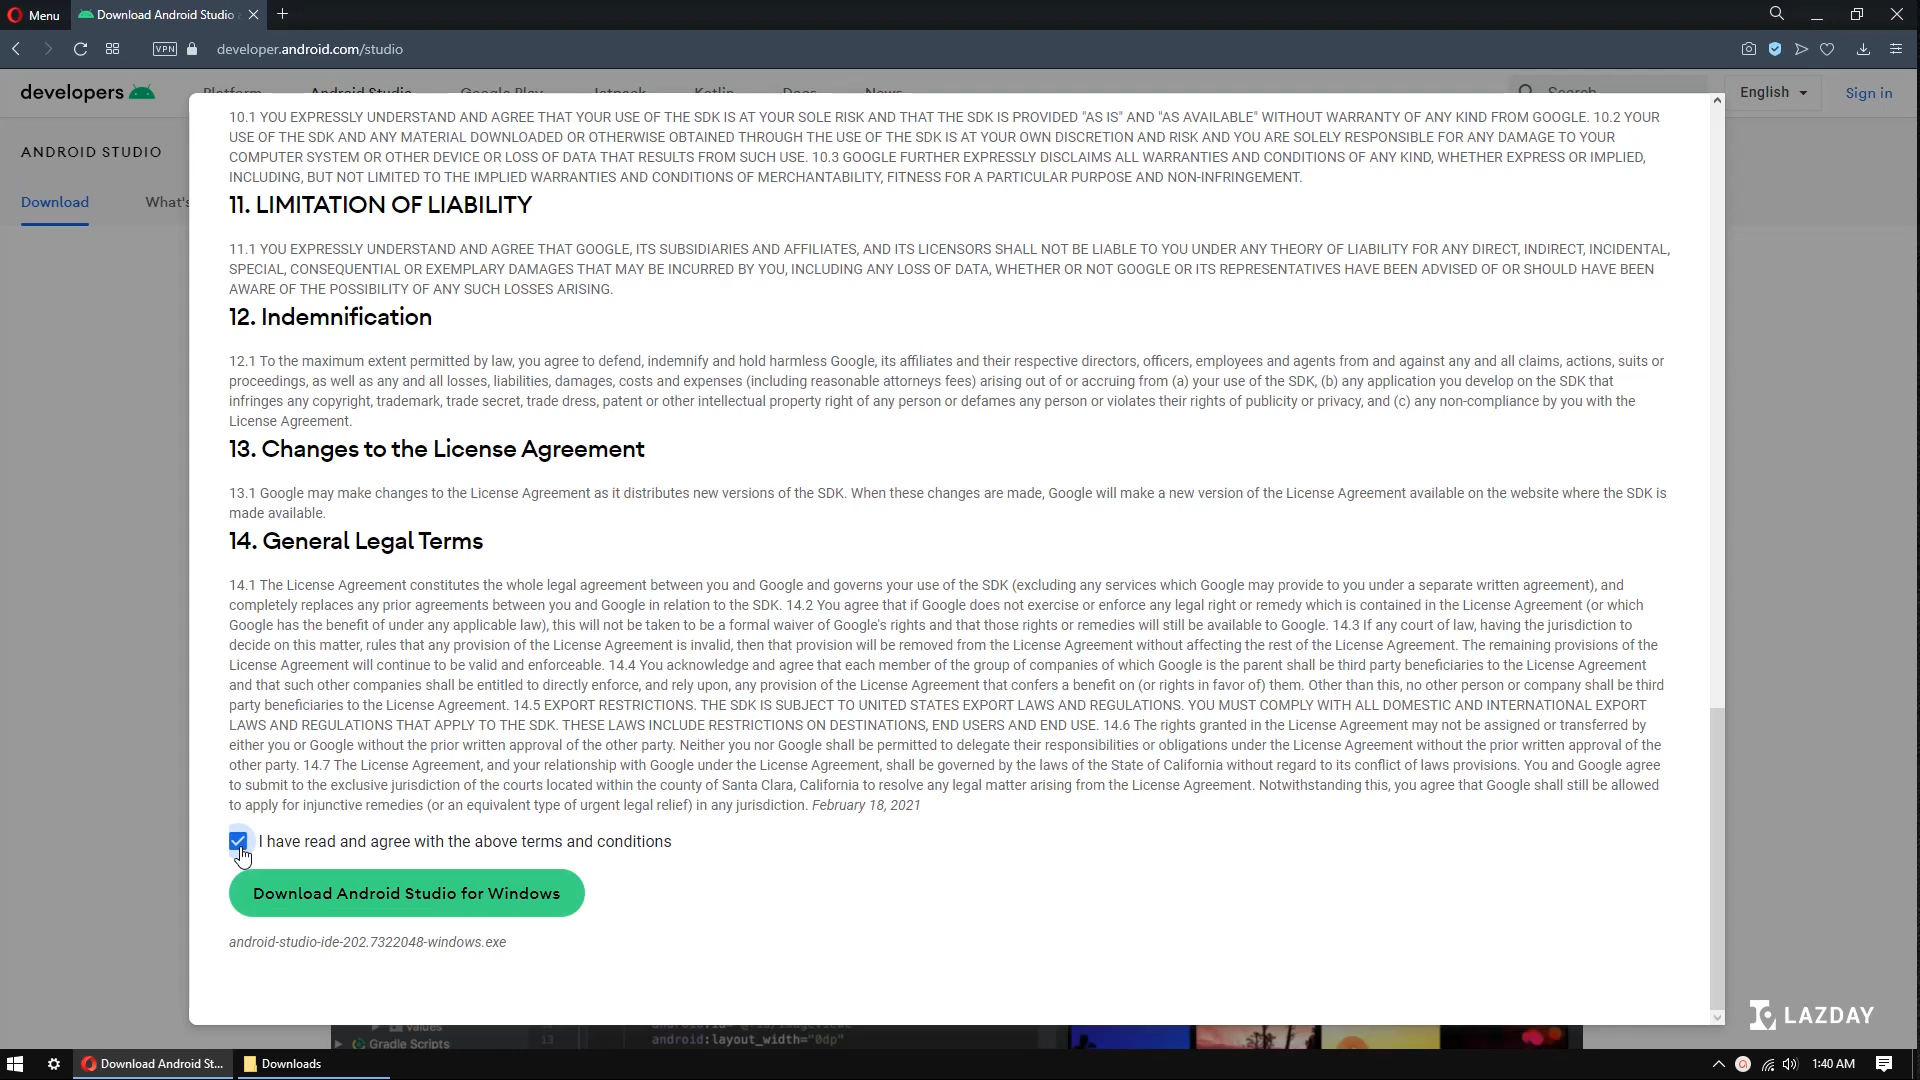 Menu
Download Android Studio
VPN
developer.android.com/studio
developers
Platform Android Studio Google Play Jetpack Kotlin Docs News
Search
English
Sign in
ANDROID STUDIO
Download
What's
10.1 YOU EXPRESSLY UNDERSTAND AND AGREE THAT YOUR USE OF THE SDK IS AT YOUR SOLE RISK AND THAT THE SDK IS PROVIDED "AS IS" AND "AS AVAILABLE" WITHOUT WARRANTY OF ANY KIND FROM GOOGLE. 10.2 YOUR
USE OF THE SDK AND ANY MATERIAL DOWNLOADED OR OTHERWISE OBTAINED THROUGH THE USE OF THE SDK IS AT YOUR OWN DISCRETION AND RISK AND YOU ARE SOLELY RESPONSIBLE FOR ANY DAMAGE TO YOUR
COMPUTER SYSTEM OR OTHER DEVICE OR LOSS OF DATA THAT RESULTS FROM SUCH USE. 10.3 GOOGLE FURTHER EXPRESSLY DISCLAIMS ALL WARRANTIES AND CONDITIONS OF ANY KIND, WHETHER EXPRESS OR IMPLIED,
INCLUDING, BUT NOT LIMITED TO THE IMPLIED WARRANTIES AND CONDITIONS OF MERCHANTABILITY, FITNESS FOR A PARTICULAR PURPOSE AND NON-INFRINGEMENT.
11. LIMITATION OF LIABILITY
11.1 YOU EXPRESSLY UNDERSTAND AND AGREE THAT GOOGLE, ITS SUBSIDIARIES AND AFFILIATES, AND ITS LICENSORS SHALL NOT BE LIABLE TO YOU UNDER ANY THEORY OF LIABILITY FOR ANY DIRECT, INDIRECT, INCIDENTAL,
SPECIAL, CONSEQUENTIAL OR EXEMPLARY DAMAGES THAT MAY BE INCURRED BY YOU, INCLUDING ANY LOSS OF DATA, WHETHER OR NOT GOOGLE OR ITS REPRESENTATIVES HAVE BEEN ADVISED OF OR SHOULD HAVE BEEN
AWARE OF THE POSSIBILITY OF ANY SUCH LOSSES ARISING.
12. Indemnification
12.1 To the maximum extent permitted by law, you agree to defend, indemnify and hold harmless Google, its affiliates and their respective directors, officers, employees and agents from and against any and all claims, actions, suits or
proceedings, as well as any and all losses, liabilities, damages, costs and expenses (including reasonable attorneys fees) arising out of or accruing from (a) your use of the SDK, (b) any application you develop on the SDK that
infringes any copyright, trademark, trade secret, trade dress, patent or other intellectual property right of any person or defames any person or violates their rights of publicity or privacy, and (c) any non-compliance by you with the
License Agreement.
13. Changes to the License Agreement
13.1 Google may make changes to the License Agreement as it distributes new versions of the SDK. When these changes are made, Google will make a new version of the License Agreement available on the website where the SDK is
made available.
14. General Legal Terms
14.1 The License Agreement constitutes the whole legal agreement between you and Google and governs your use of the SDK (excluding any services which Google may provide to you under a separate written agreement), and
completely replaces any prior agreements between you and Google in relation to the SDK. 14.2 You agree that if Google does not exercise or enforce any legal right or remedy which is contained in the License Agreement (or which
Google has the benefit of under any applicable law), this will not be taken to be a formal waiver of Google's rights and that those rights or remedies will still be available to Google. 14.3 If any court of law, having the jurisdiction to
decide on this matter, rules that any provision of the License Agreement is invalid, then that provision will be removed from the License Agreement without affecting the rest of the License Agreement. The remaining provisions of the
License Agreement will continue to be valid and enforceable. 14.4 You acknowledge and agree that each member of the group of companies of which Google is the parent shall be third party beneficiaries to the License Agreement
and that such other companies shall be entitled to directly enforce, and rely upon, any provision of the License Agreement that confers a benefit on (or rights in favor of) them. Other than this, no other person or company shall be third
party beneficiaries to the License Agreement. 14.5 EXPORT RESTRICTIONS. THE SDK IS SUBJECT TO UNITED STATES EXPORT LAWS AND REGULATIONS. YOU MUST COMPLY WITH ALL DOMESTIC AND INTERNATIONAL EXPORT
LAWS AND REGULATIONS THAT APPLY TO THE SDK. THESE LAWS INCLUDE RESTRICTIONS ON DESTINATIONS, END USERS AND END USE. 14.6 The rights granted in the License Agreement may not be assigned or transferred by
either you or Google without the prior written approval of the other party. Neither you nor Google shall be permitted to delegate their responsibilities or obligations under the License Agreement without the prior written approval of the
other party. 14.7 The License Agreement, and your relationship with Google under the License Agreement, shall be governed by the laws of the State of California without regard to its conflict of laws provisions. You and Google agree
to submit to the exclusive jurisdiction of the courts located within the county of Santa Clara, California to resolve any legal matter arising from the License Agreement. Notwithstanding this, you agree that Google shall still be allowed
to apply for injunctive remedies (or an equivalent type of urgent legal relief) in any jurisdiction. February 18, 2021
I have read and agree with the above terms and conditions
Download Android Studio for Windows
android-studio-ide-202.7322048-windows.exe
values
Gradle Scripts
13
android:layout_width="0dp"
LAZDAY
Download Android St...
Downloads
1:40 AM